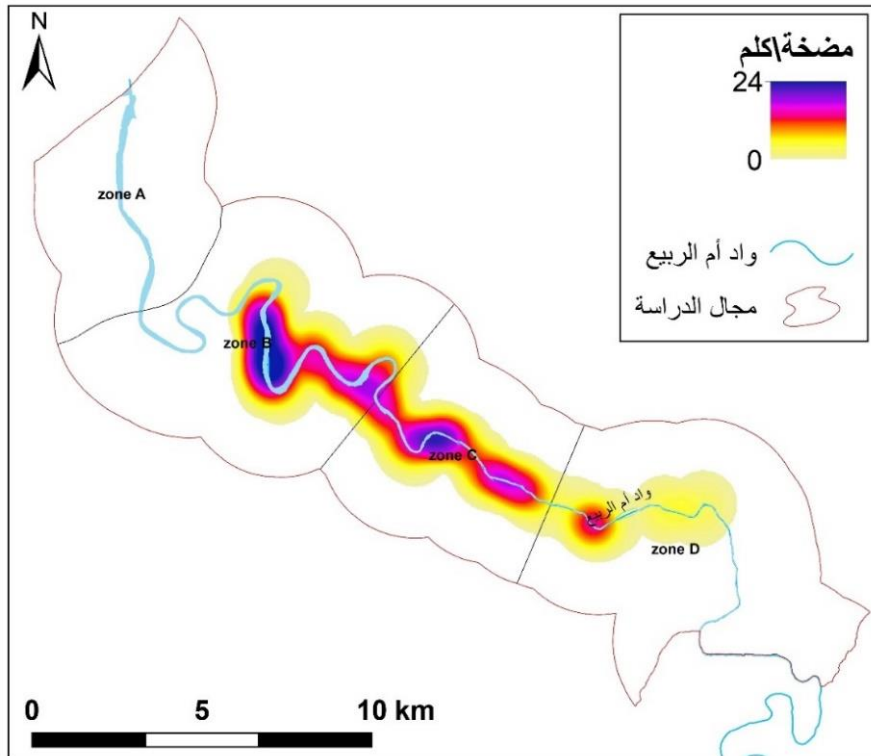 N
مضخة\كلم
24
0
واد أم الربيع
مجال الدراسة
zone A
zone B
zone C
واد أم الربيع
zone D
0 5 10 km